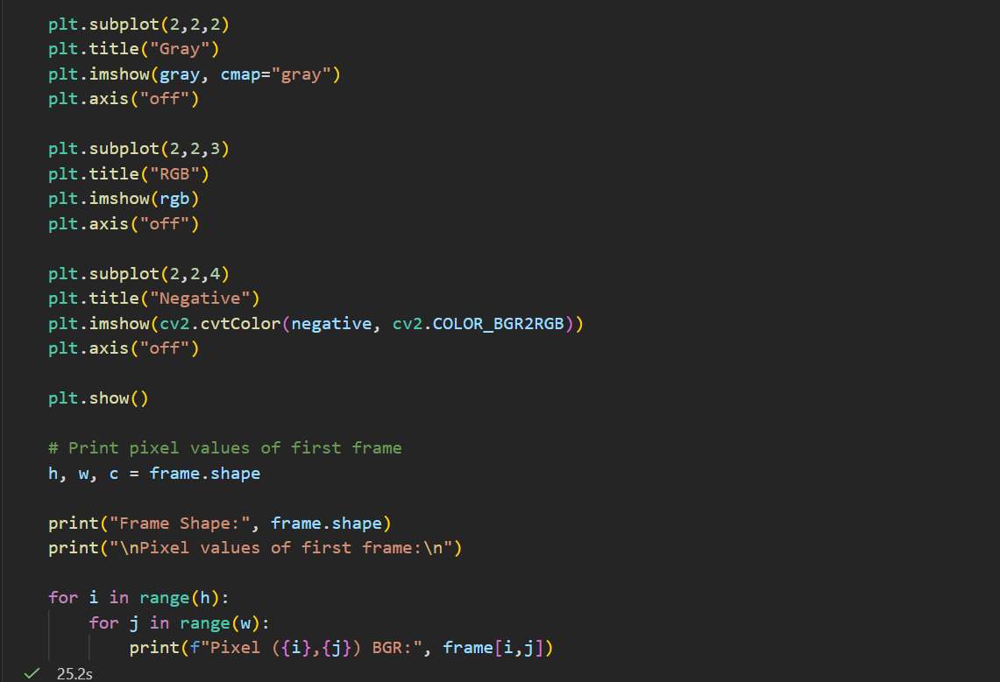 plt.subplot(2,2,2)
plt.title("Gray")
plt.imshow(gray, cmap="gray")
plt.axis("off")
plt.subplot(2,2,3)
plt.title("RGB")
plt.imshow(rgb)
plt.axis("off")
plt.subplot(2,2,4)
plt.title("Negative")
plt.imshow(cv2.cvtColor(negative, cv2.COLOR_BGR2RGB))
plt.axis("off")
plt.show()
# Print pixel values of first frame
h, w, c = frame.shape
print("Frame Shape:", frame.shape)
print("\nPixel values of first frame:\n")
for i in range(h):
    for j in range(w):
        print(f"Pixel ({i},{j}) BGR:", frame[i,j])
25.2s